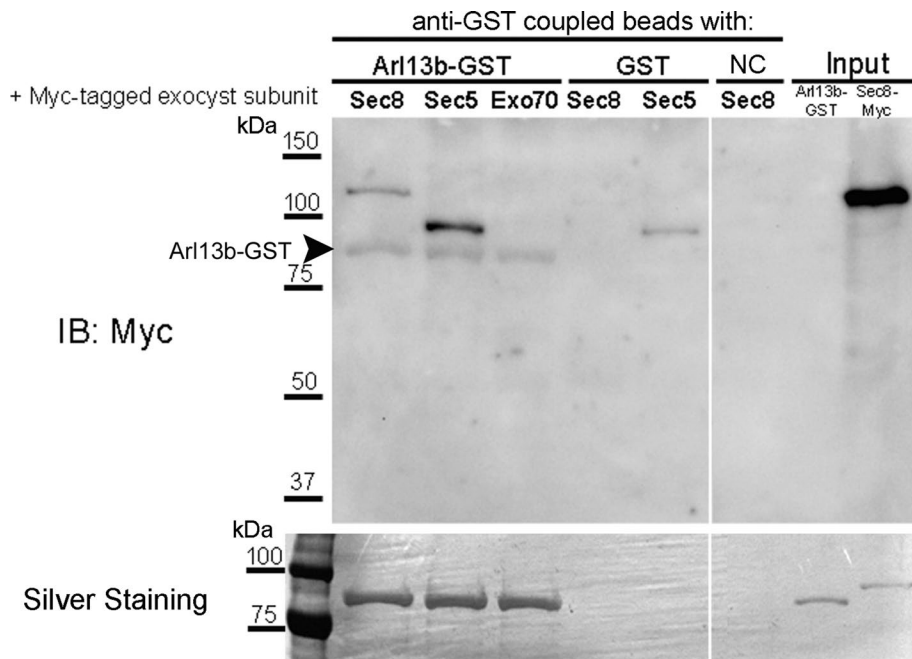 anti-GST coupled beads with:
Arl13b-GST GST NC Input
+ Myc-tagged exocyst subunit Sec8 Sec5 Exo70 Sec8 Sec5 Sec8 Arl13b-GST Sec8-Myc
kDa
150
100
Arl13b-GST
75
IB: Myc
50
37
kDa
100
Silver Staining
75